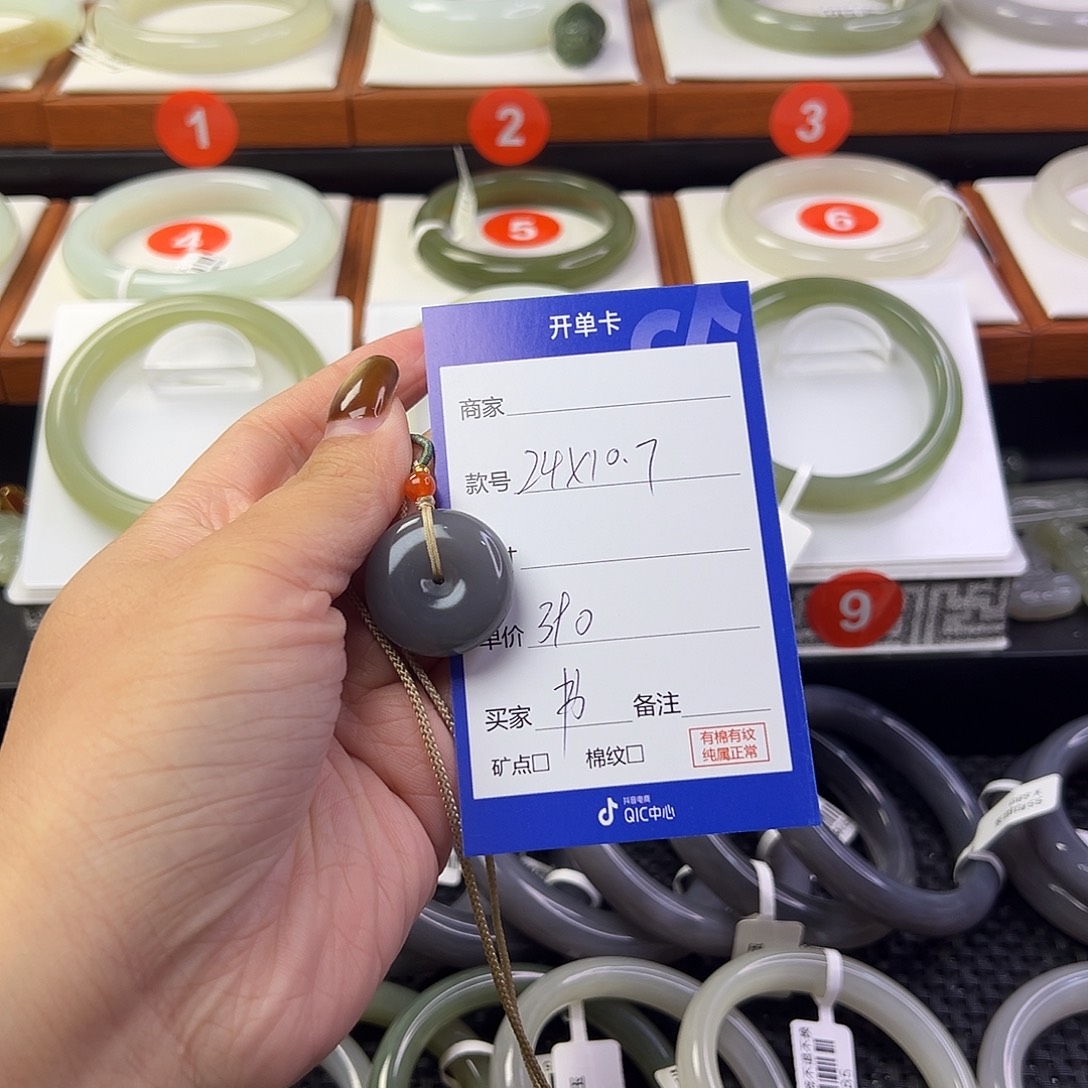 1
2
3
4
5
6
开单卡
商家
款号 24X10.7
单价
9
买家 书 备注
矿点□ 棉纹□
有棉有纹
纯属正常
抖音电商
QIC中心